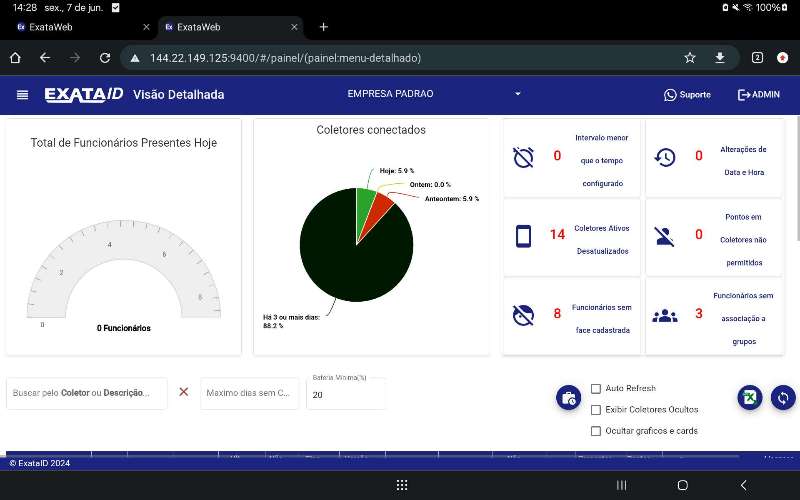 14:28 sex., 7 de jun.
100%
ExataWeb
ExataWeb
144.22.149.125:9400/#/painel/(painel:menu-detalhado)
2
EXATAID Visão Detalhada
EMPRESA PADRAO
Suporte
ADMIN
Total de Funcionários Presentes Hoje
0
2
4
6
8
0 Funcionários
Coletores conectados
Hoje: 5.9 %
Ontem: 0.0 %
Anteontem: 5.9 %
Há 3 ou mais dias:
88.2 %
0
Intervelo menor
que o tempo
configurado
0
Alterações de
Data e Hora
14
Coletores Ativos
Desatualizados
0
Pontos em
Coletores não
permitidos
8
Funcionários sem
face cadastrada
3
Funcionários sem
associação a
grupos
Buscar pelo Coletor ou Descrição...
Maximo dias sem C...
Bateria Mínima(%)
20
Auto Refresh
Exibir Coletores Ocultos
Ocultar graficos e cards
© ExataID 2024